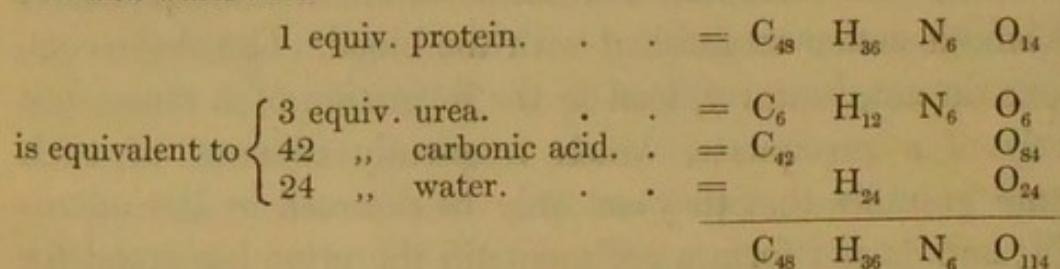 1 equiv. protein. . . = C₄₈ H₃₆ N₆ O₁₄
3 equiv. urea. . . = C₆ H₁₂ N₆ O₆
is equivalent to { 42 ,, carbonic acid. . = C₄₂ O₈₄
24 ,, water. . . = H₂₄ O₂₄
C₄₈ H₃₆ N₆ O₁₁₄